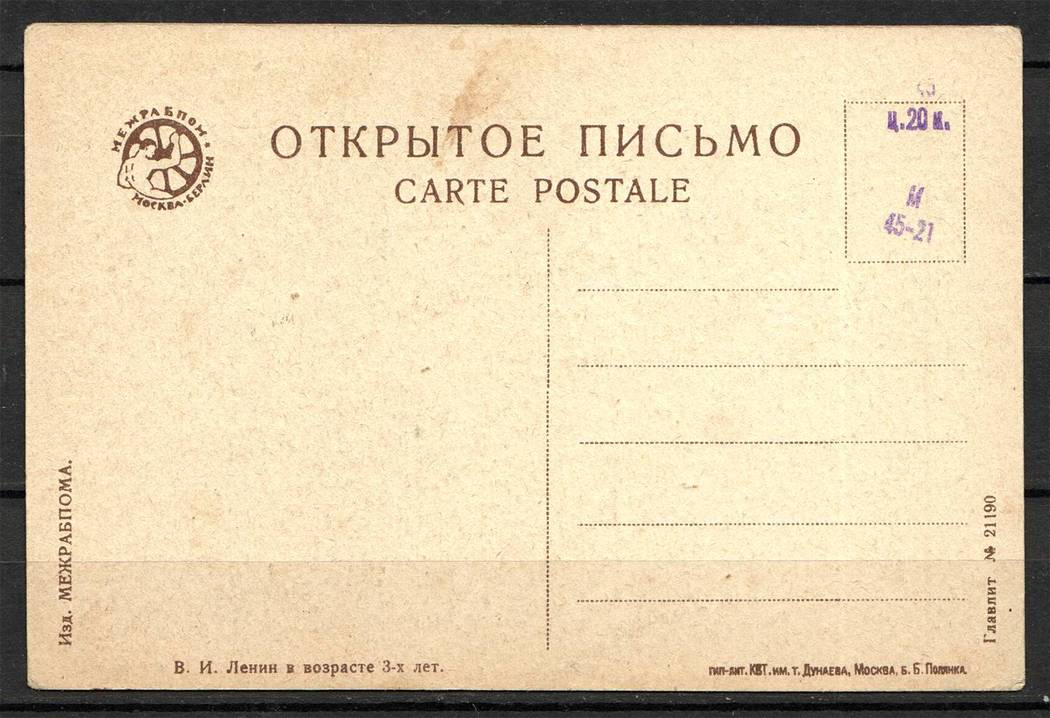 МЕЖРАБПОМ
МОСКВА-БЕРЛИН
ОТКРЫТОЕ ПИСЬМО
CARTE POSTALE
ц.20 к.
М
45-21
Изд. МЕЖРАБПОМА.
Главлит № 21190
В. И. Ленин в возрасте 3-х лет.
ТИП-ЛИТ. КВТ. ИМ. Т. ДУНАЕВА, МОСКВА, Б. Б. ПОЛЯНКА.